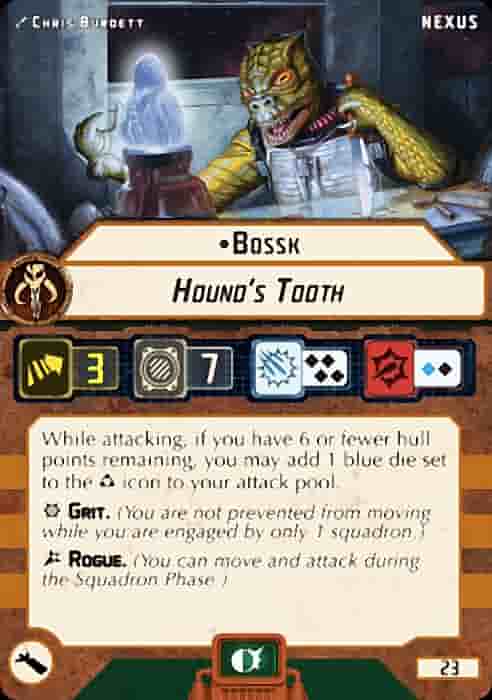 Chris Burdett
NEXUS
•Bossk
Hound's Tooth
3
7
While attacking, if you have 6 or fewer hull
points remaining, you may add 1 blue die set
to the icon to your attack pool.
Grit. (You are not prevented from moving
while you are engaged by only 1 squadron.)
Rogue. (You can move and attack during
the Squadron Phase.)
23